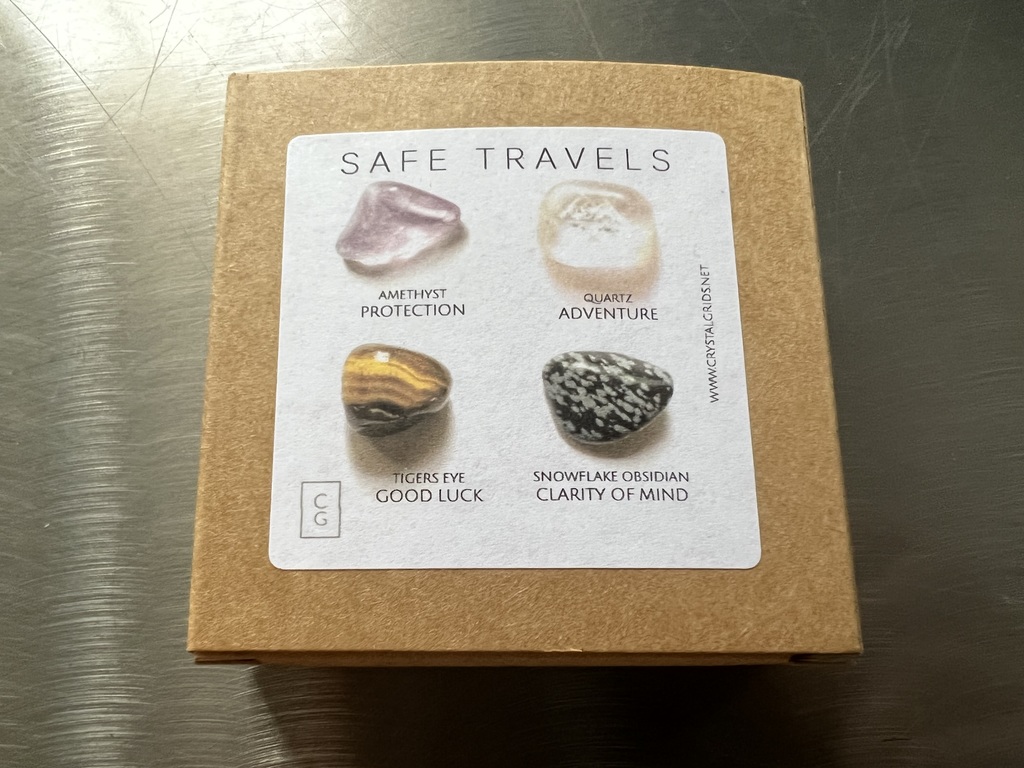 SAFE TRAVELS
AMETHYST
PROTECTION
QUARTZ
ADVENTURE
WWW.CRYSTALGRIDS.NET
TIGERS EYE
GOOD LUCK
SNOWFLAKE OBSIDIAN
CLARITY OF MIND
C
G